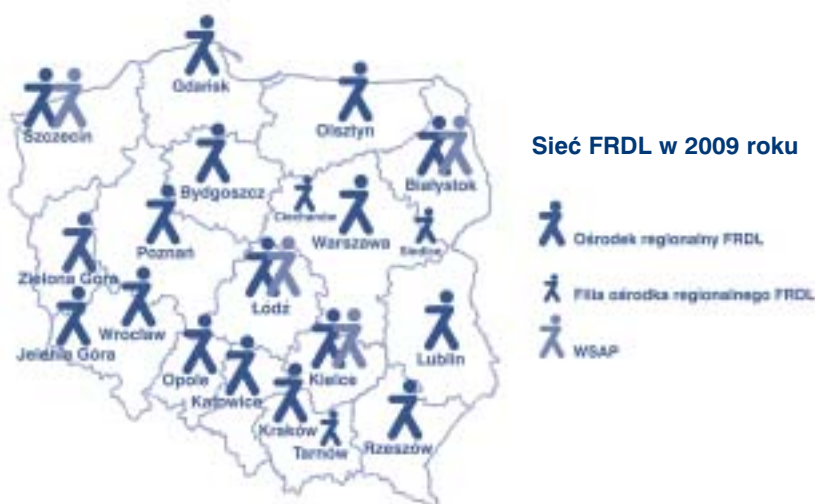 Gdańsk
Szczecin
Olsztyn
Sieć FRDL w 2009 roku
Białystok
Bydgoszcz
Ciechanów
Warszawa
Siedlce
Ośrodek regionalny FRDL
Poznań
Zielona Góra
Filia ośrodka regionalnego FRDL
Łódź
Wrocław
Jelenia Góra
Lublin
WSAP
Opole
Kielce
Katowice
Kraków
Tarnów
Rzeszów